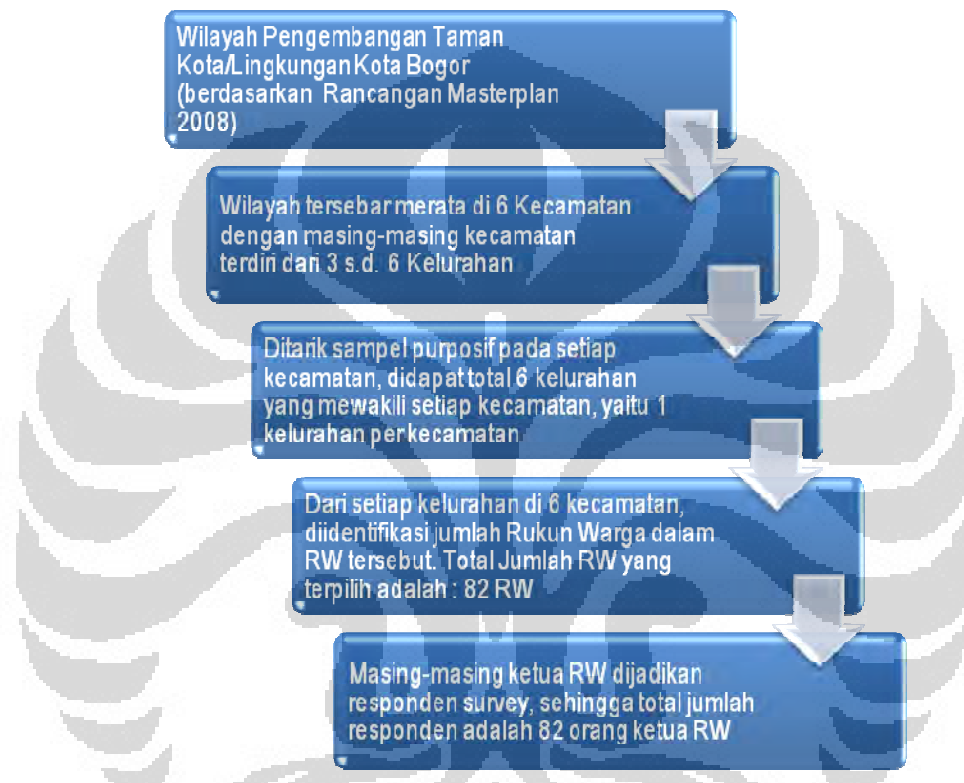 Wilayah Pengembangan Taman
Kota/Lingkungan Kota Bogor
(berdasarkan Rancangan Masterplan
2008)
Wilayah tersebar merata di 6 Kecamatan
dengan masing-masing kecamatan
terdiri dari 3 s.d. 6 Kelurahan
Ditarik sampel purposif pada setiap
kecamatan, didapat total 6 kelurahan
yang mewakili setiap kecamatan, yaitu 1
kelurahan per kecamatan
Dari setiap kelurahan di 6 kecamatan,
diidentifikasi jumlah Rukun Warga dalam
RW tersebut. Total Jumlah RW yang
terpilih adalah : 82 RW
Masing-masing ketua RW dijadikan
responden survey, sehingga total jumlah
responden adalah 82 orang ketua RW